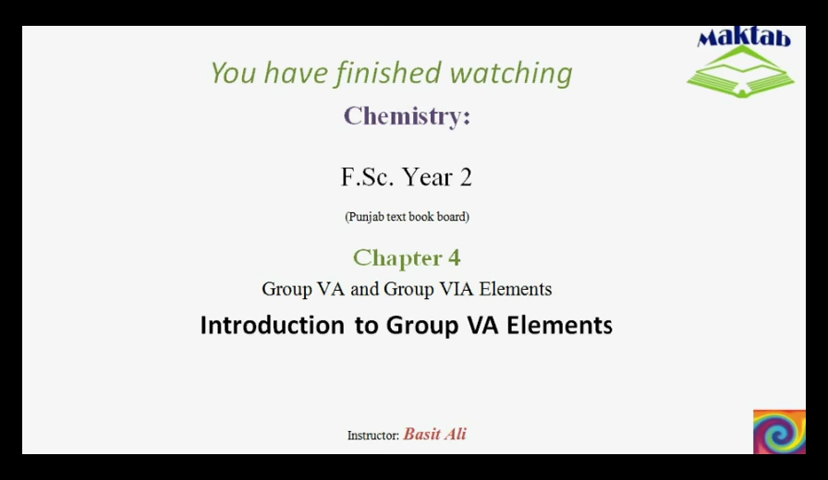 Maktab
You have finished watching
Chemistry:
F.Sc. Year 2
(Punjab text book board)
Chapter 4
Group VA and Group VIA Elements
Introduction to Group VA Elements
Instructor: Basit Ali